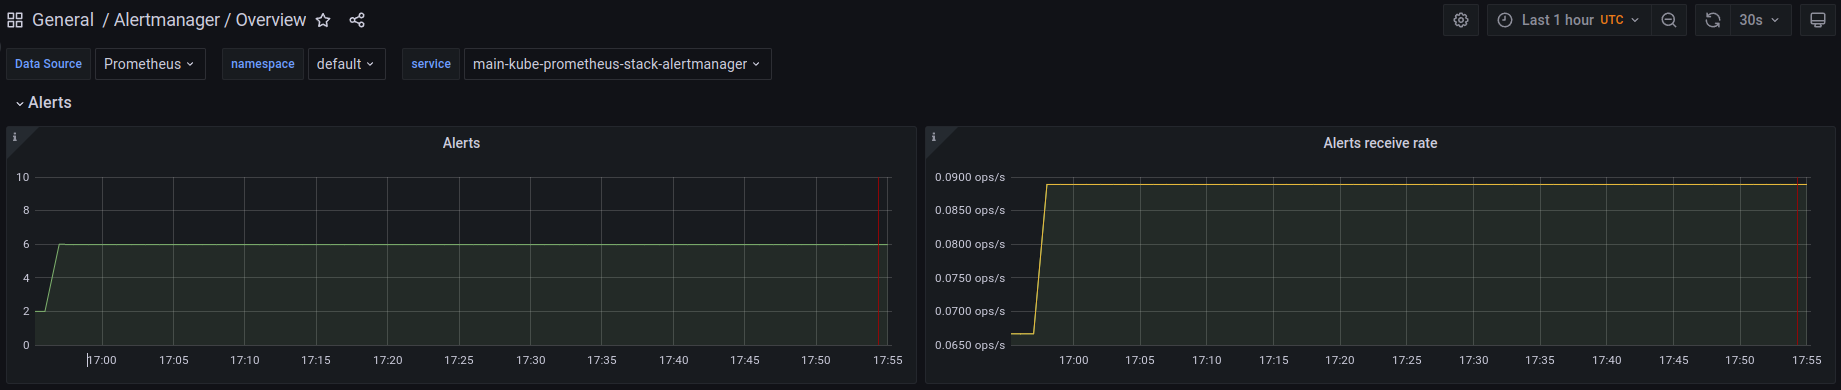 General / Alertmanager / Overview
Last 1 hour UTC
30s
Data Source Prometheus namespace default service main-kube-prometheus-stack-alertmanager
Alerts
i
Alerts
10
8
6
4
2
0
17:00 17:05 17:10 17:15 17:20 17:25 17:30 17:35 17:40 17:45 17:50 17:55
i
Alerts receive rate
0.0900 ops/s
0.0850 ops/s
0.0800 ops/s
0.0750 ops/s
0.0700 ops/s
0.0650 ops/s
17:00 17:05 17:10 17:15 17:20 17:25 17:30 17:35 17:40 17:45 17:50 17:55